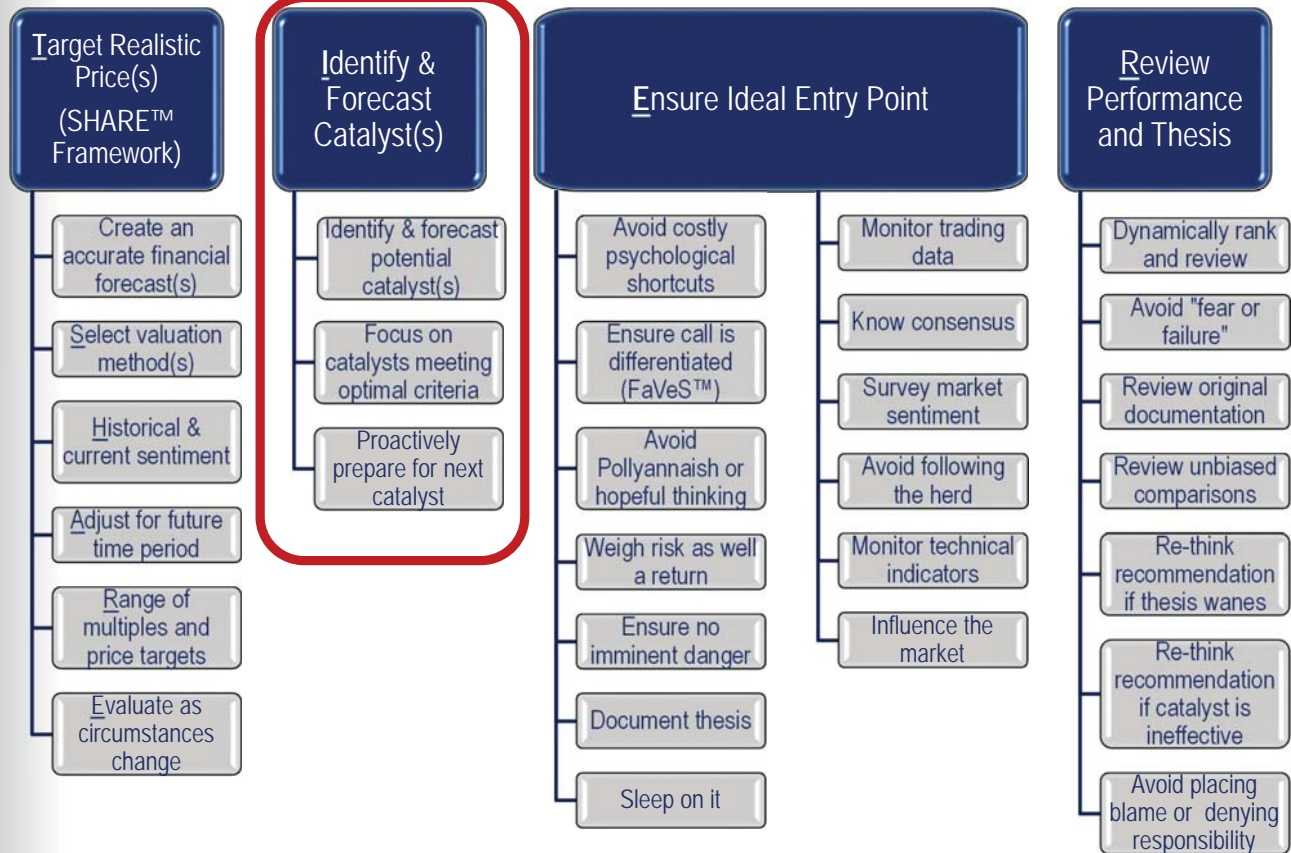 Target Realistic
Price(s)
(SHARE™
Framework)
Create an
accurate financial
forecast(s)
Select valuation
method(s)
Historical &
current sentiment
Adjust for future
time period
Range of
multiples and
price targets
Evaluate as
circumstances
change
Identify &
Forecast
Catalyst(s)
Identify & forecast
potential
catalyst(s)
Focus on
catalysts meeting
optimal criteria
Proactively
prepare for next
catalyst
Ensure Ideal Entry Point
Avoid costly
psychological
shortcuts
Ensure call is
differentiated
(FaVeS™)
Avoid
Pollyannaish or
hopeful thinking
Weigh risk as well
a return
Ensure no
imminent danger
Document thesis
Sleep on it
Monitor trading
data
Know consensus
Survey market
sentiment
Avoid following
the herd
Monitor technical
indicators
Influence the
market
Review
Performance
and Thesis
Dynamically rank
and review
Avoid "fear or
failure"
Review original
documentation
Review unbiased
comparisons
Re-think
recommendation
if thesis wanes
Re-think
recommendation
if catalyst is
ineffective
Avoid placing
blame or denying
responsibility